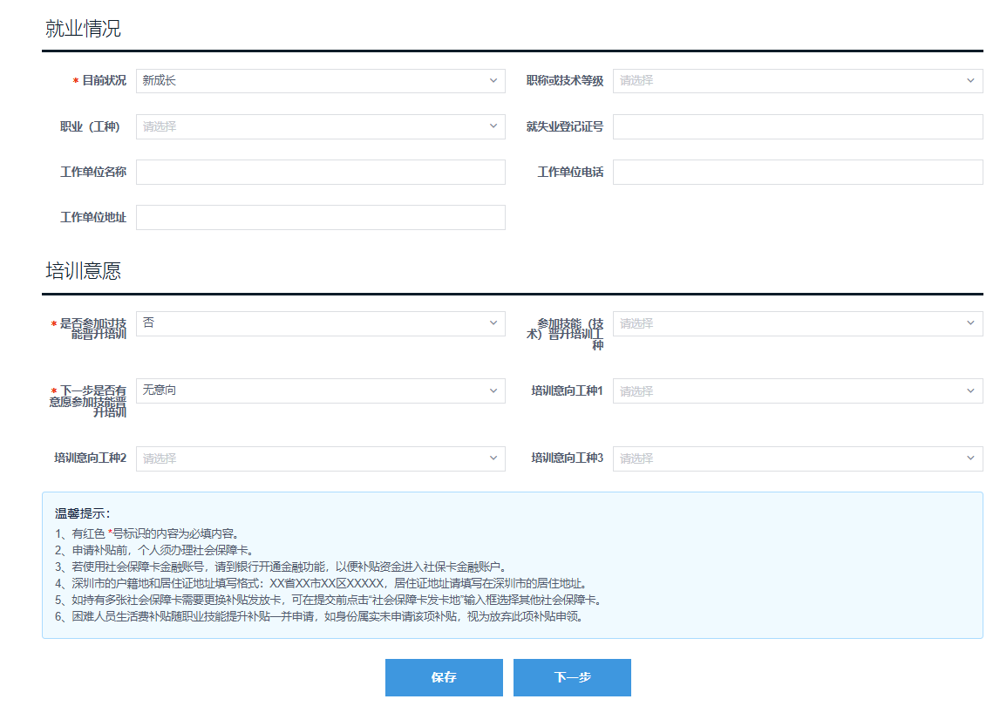 就业情况
* 目前状况 新成长 职称或技术等级 请选择
职业（工种） 请选择 就失业登记证号
工作单位名称 工作单位电话
工作单位地址
培训意愿
* 是否参加过技能晋升培训 否 参加技能（技术）晋升培训工种 请选择
* 下一步是否有意愿参加技能晋升培训 无意向 培训意向工种1 请选择
培训意向工种2 请选择 培训意向工种3 请选择
温馨提示：
1、有红色 *号标识的内容为必填内容。
2、申请补贴前，个人须办理社会保障卡。
3、若使用社会保障卡金融账号，请到银行开通金融功能，以便补贴资金进入社保卡金融账户。
4、深圳市的户籍地和居住证地址填写格式：XX省XX市XX区XXXXX，居住证地址请填写在深圳市的居住地址。
5、如持有多张社会保障卡需要更换补贴发放卡，可在提交前点击“社会保障卡发卡地”输入框选择其他社会保障卡。
6、困难人员生活费补贴随职业技能提升补贴一并申请，如身份属实未申请该项补贴，视为放弃此项补贴申领。
保存 下一步